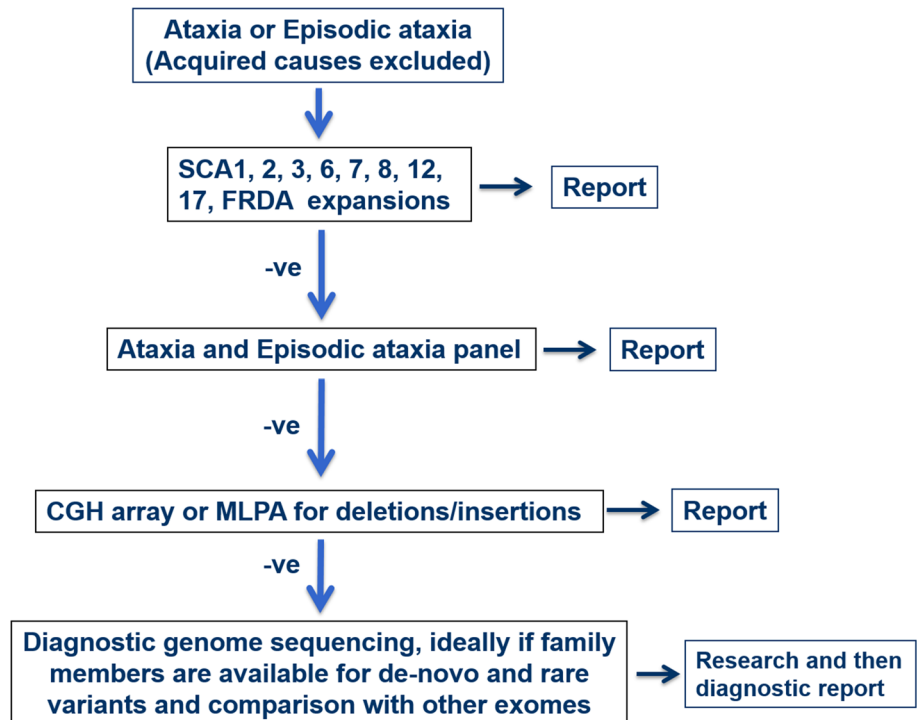 Ataxia or Episodic ataxia
(Acquired causes excluded)
SCA1, 2, 3, 6, 7, 8, 12,
17, FRDA expansions
Report
-ve
Ataxia and Episodic ataxia panel
Report
-ve
CGH array or MLPA for deletions/insertions
Report
-ve
Diagnostic genome sequencing, ideally if family
members are available for de-novo and rare
variants and comparison with other exomes
Research and then
diagnostic report